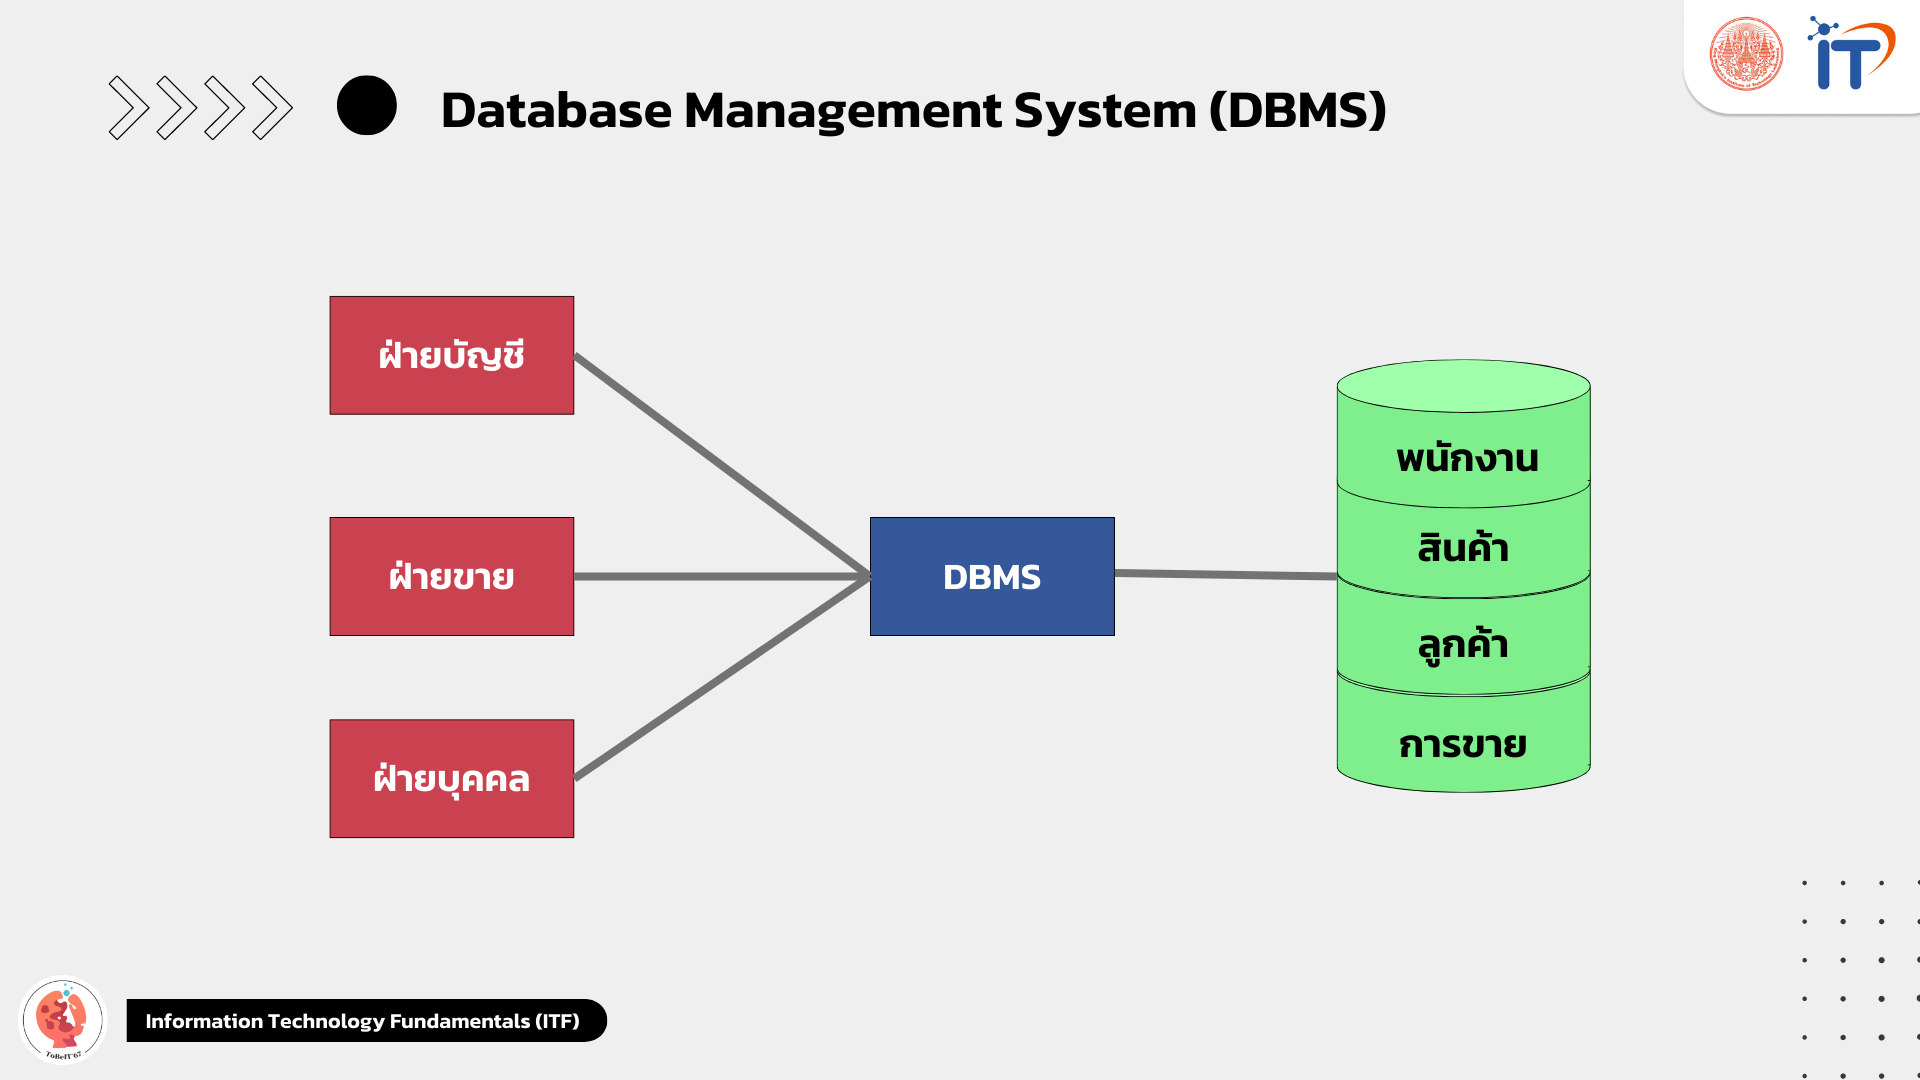 Database Management System (DBMS)
iT
ฝ่ายบัญชี
ฝ่ายขาย
ฝ่ายบุคคล
DBMS
พนักงาน
สินค้า
ลูกค้า
การขาย
ToBeIT'67
Information Technology Fundamentals (ITF)